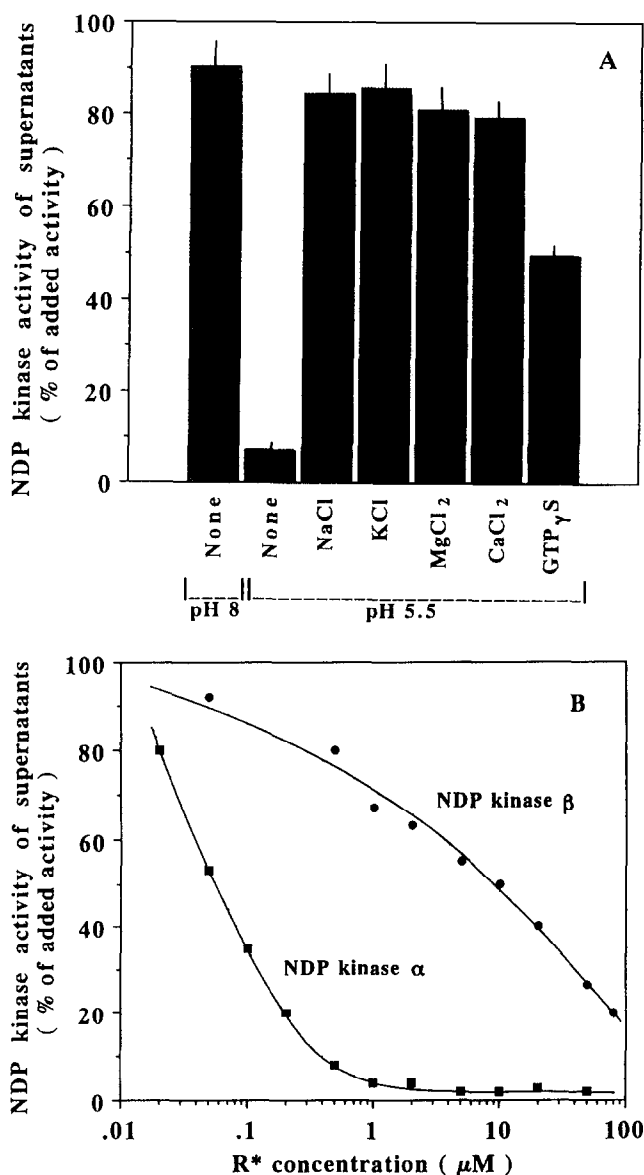 A
NDP kinase activity of supernatants
( % of added activity )
100
80
60
40
20
0
None
None
NaCl
KCl
MgCl2
CaCl2
GTPγS
pH 8
pH 5.5
B
NDP kinase activity of supernatants
( % of added activity )
100
80
60
40
20
0
NDP kinase β
NDP kinase α
.01
.1
1
10
100
R* concentration ( μM )